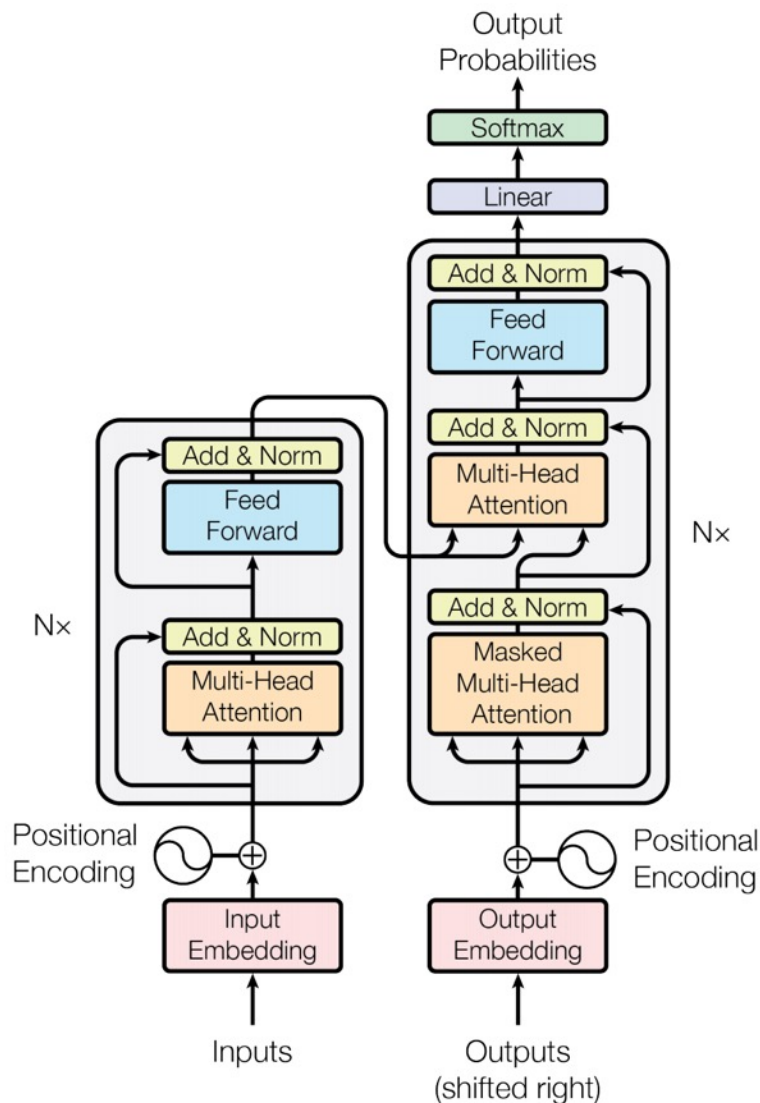 Output
Probabilities
Softmax
Linear
Add & Norm
Feed
Forward
Add & Norm
Multi-Head
Attention
Add & Norm
Masked
Multi-Head
Attention
Nx
Add & Norm
Feed
Forward
Add & Norm
Multi-Head
Attention
Nx
Positional
Encoding
Positional
Encoding
Input
Embedding
Output
Embedding
Inputs
Outputs
(shifted right)